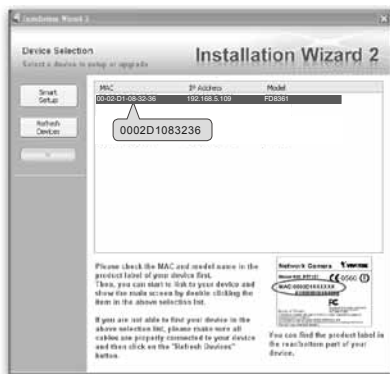 Installation Wizard 2
Device Selection
Select a device to setup or upgrade
Installation Wizard 2
Smart
Setup
Refresh
Devices
MAC IP Address Model
00-02-D1-08-32-36 192.168.5.109 FD8361
0002D1083236
Please check the MAC and model name in the
product label of your device first.
Then, you can start to link to your device and
show the main screen by double clicking the
item in the above selection list.
If you are not able to find your device in the
above selection list, please make sure all
cables are properly connected to your device
and then click on the "Refresh Devices"
button.
Network Camera VIVOTEK
0560
FC
You can find the product label in
the rear/bottom part of your
device.